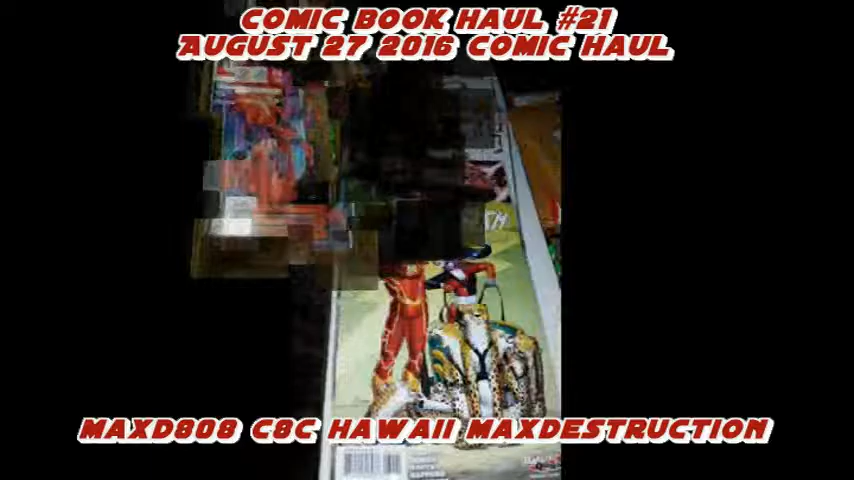 COMIC BOOK HAUL #21
AUGUST 27 2016 COMIC HAUL
MAXD808 C8C HAWAII MAXDESTRUCTION